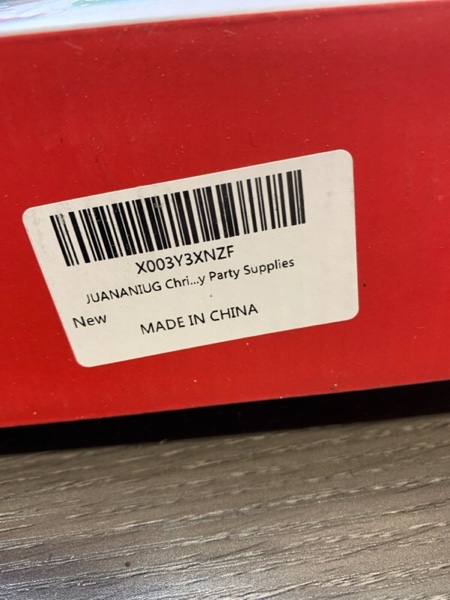 X003Y3XNZF
JUANANIUG Chri...y Party Supplies
New
MADE IN CHINA